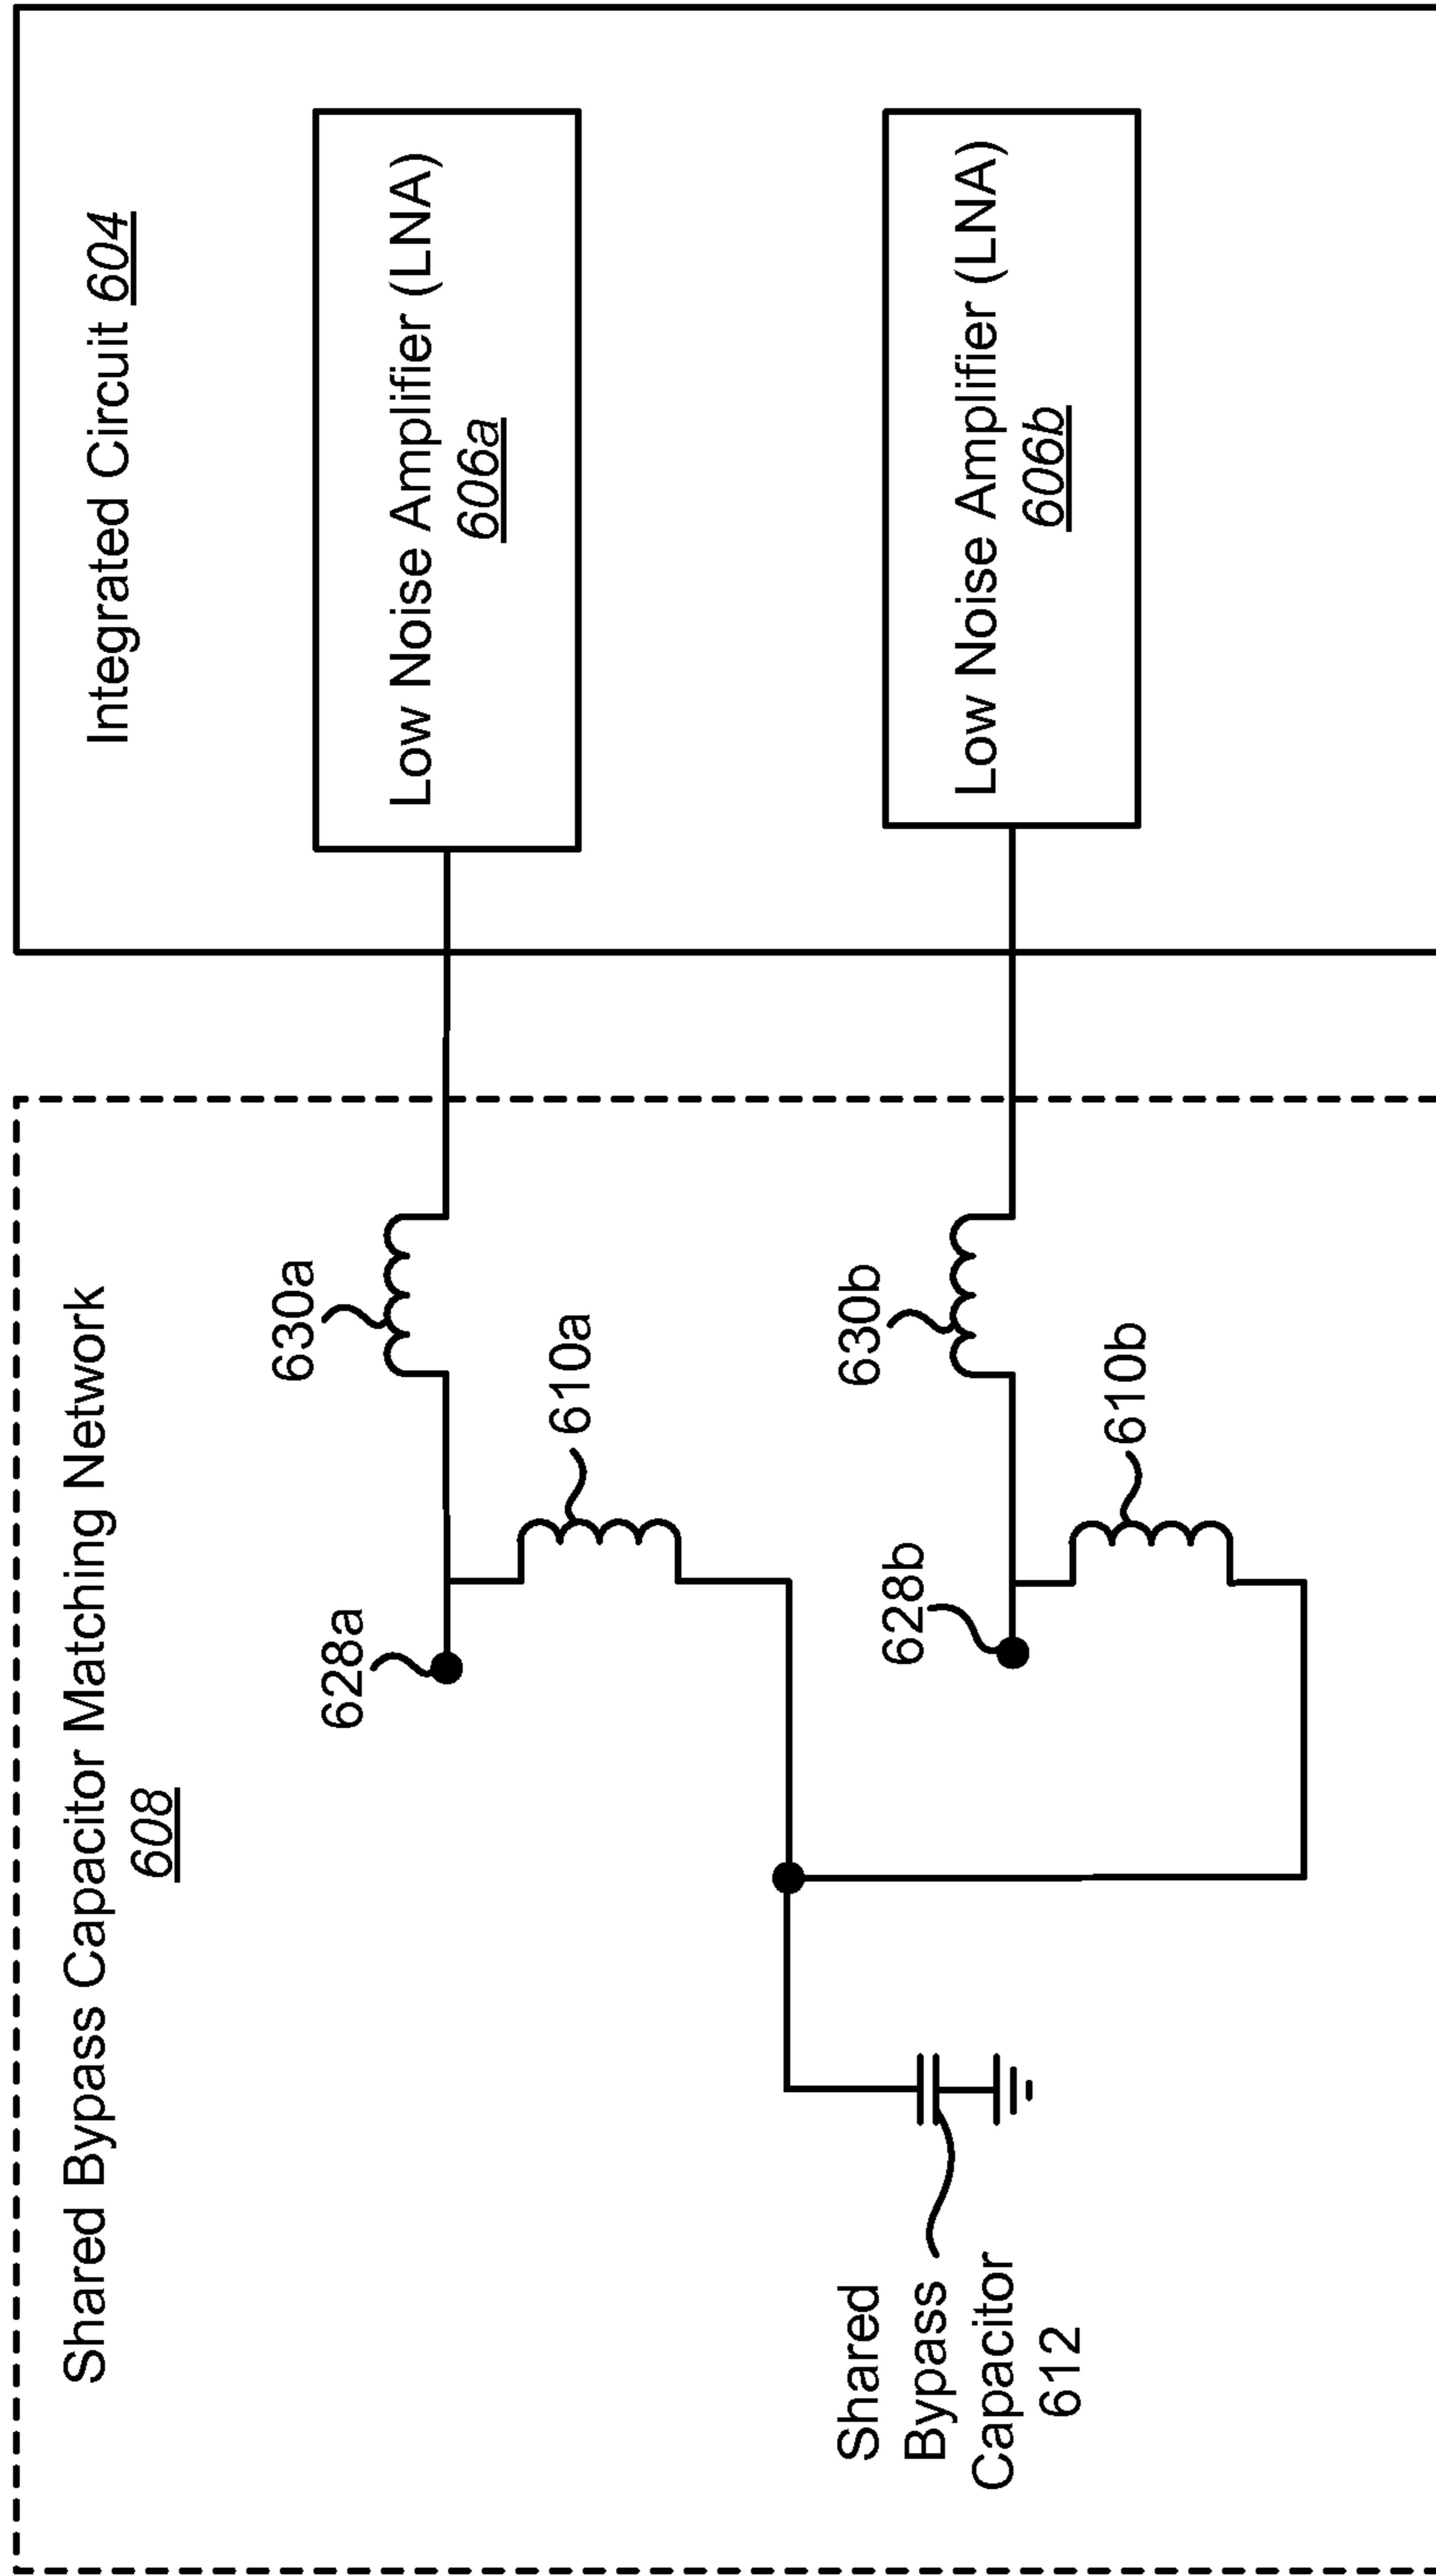 Shared Bypass Capacitor Matching Network
608
630a
628a
610a
630b
628b
610b
Shared
Bypass
Capacitor
612
Integrated Circuit 604
Low Noise Amplifier (LNA)
606a
Low Noise Amplifier (LNA)
606b